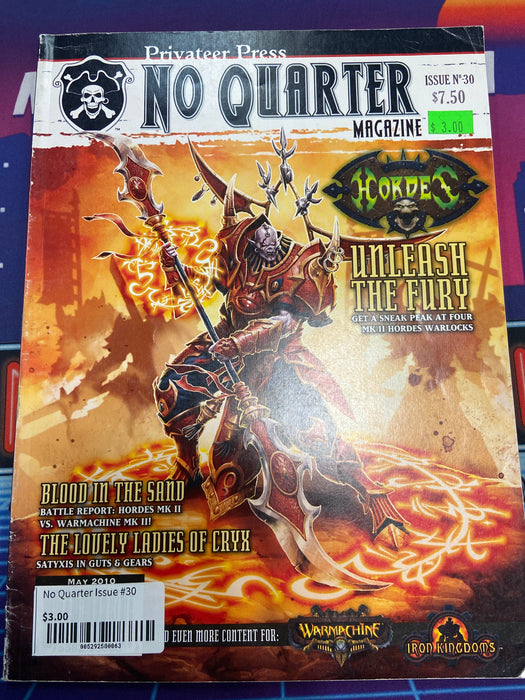 Privateer Press
NO QUARTER
MAGAZINE
ISSUE Nº30
$7.50
$ 3.00
HORDES
UNLEASH
THE FURY
GET A SNEAK PEAK AT FOUR
MK II HORDES WARLOCKS
BLOOD IN THE SAND
BATTLE REPORT: HORDES MK II
VS. WARMACHINE MK II!
THE LOVELY LADIES OF CRYX
SATYXIS IN GUTS & GEARS
MAY 2010
No Quarter Issue #30
$3.00
005292500063
EVEN MORE CONTENT FOR:
WARMACHINE
IRON KINGDOMS